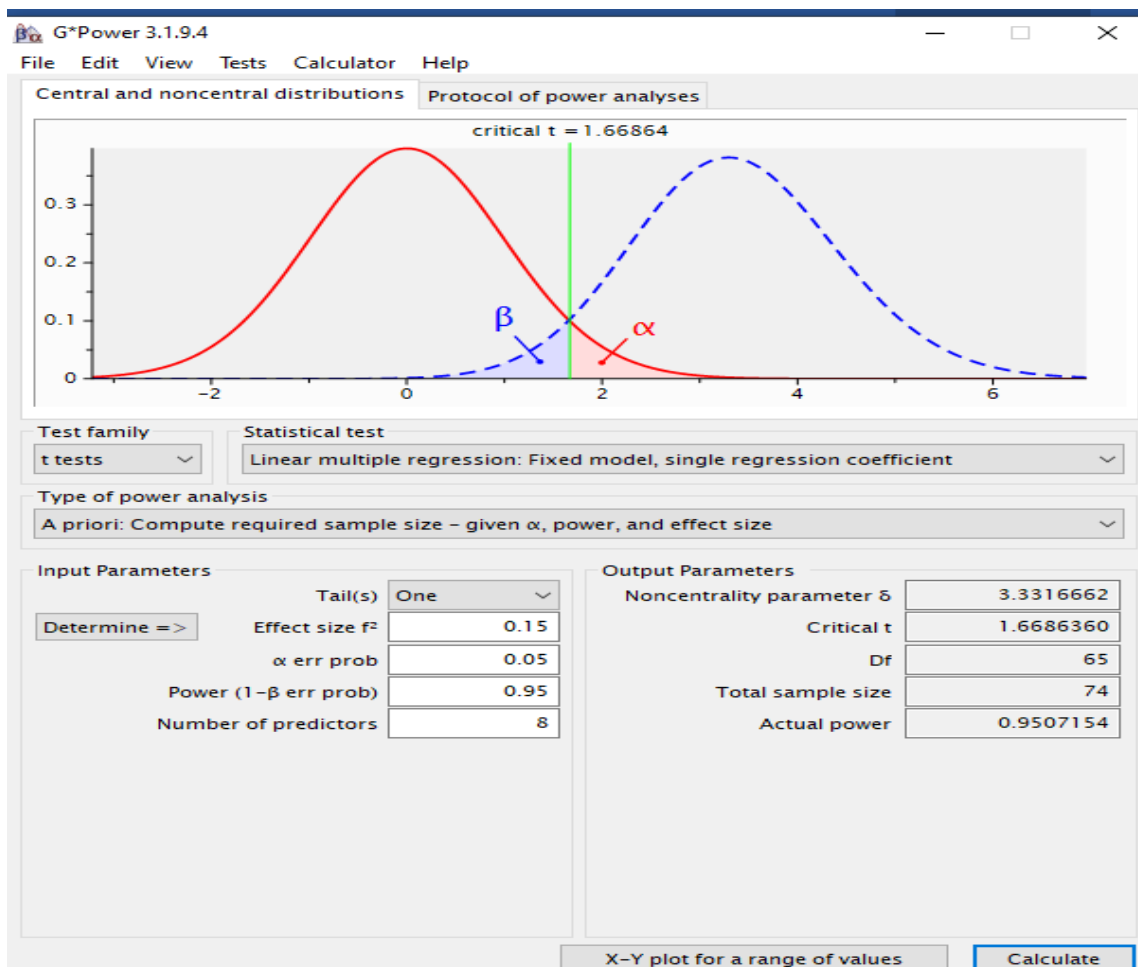 G*Power 3.1.9.4
File Edit View Tests Calculator Help
Central and noncentral distributions Protocol of power analyses
critical t = 1.66864
0.3
0.2
0.1
0
β
α
-2 0 2 4 6
Test family Statistical test
t tests Linear multiple regression: Fixed model, single regression coefficient
Type of power analysis
A priori: Compute required sample size – given α, power, and effect size
Input Parameters Output Parameters
Tail(s) One Noncentrality parameter δ 3.3316662
Determine => Effect size f² 0.15 Critical t 1.6686360
α err prob 0.05 Df 65
Power (1-β err prob) 0.95 Total sample size 74
Number of predictors 8 Actual power 0.9507154
X-Y plot for a range of values Calculate